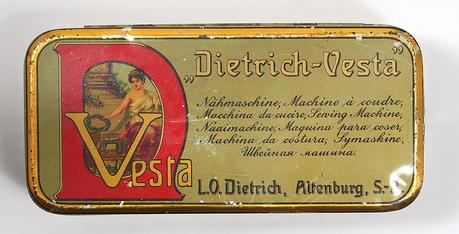 „Dietrich-Vesta“
Nähmaschine, Machine à coudre,
Macchina da cucire, Sewing Machine,
Naaimachine, Maquina para coser,
Machina da costura, Symaskine,
Швейная машина.
D
Vesta
L.O. Dietrich, Altenburg, S.-A.